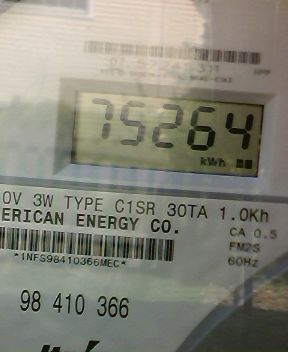 75264
kWh
0V 3W TYPE C1SR 30TA 1.0Kh
ERICAN ENERGY CO.
CA 0.5
FM2S
60Hz
*1NFS98410366MEC*
98 410 366